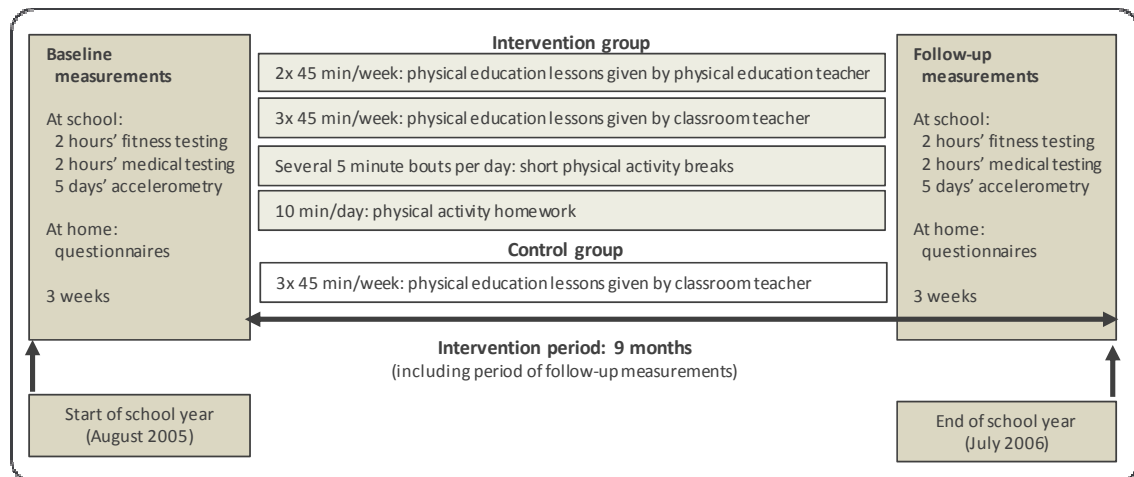 Baseline
measurements
At school:
2 hours' fitness testing
2 hours' medical testing
5 days' accelerometry
At home:
questionnaires
3 weeks
Intervention group
2x 45 min/week: physical education lessons given by physical education teacher
3x 45 min/week: physical education lessons given by classroom teacher
Several 5 minute bouts per day: short physical activity breaks
10 min/day: physical activity homework
Control group
3x 45 min/week: physical education lessons given by classroom teacher
Follow-up
measurements
At school:
2 hours' fitness testing
2 hours' medical testing
5 days' accelerometry
At home:
questionnaires
3 weeks
Intervention period: 9 months
(including period of follow-up measurements)
Start of school year
(August 2005)
End of school year
(July 2006)